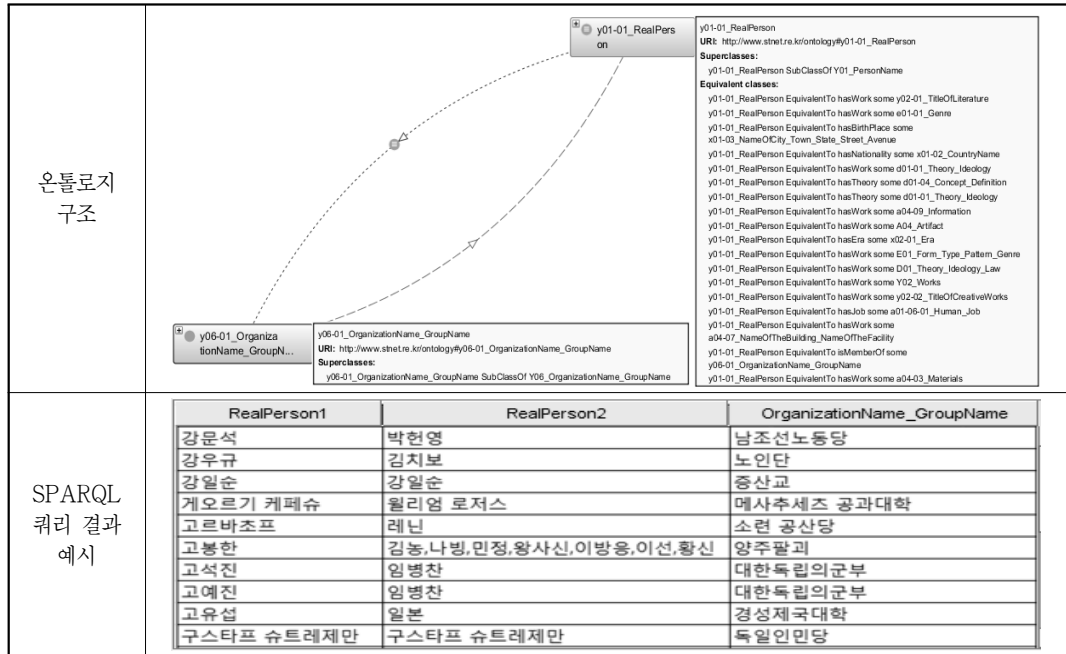 온톨로지
구조
y01-01_RealPers
on
y01-01_RealPerson
URI: http://www.stnet.re.kr/ontology#y01-01_RealPerson
Superclasses:
y01-01_RealPerson SubClassOf Y01_PersonName
Equivalent classes:
y01-01_RealPerson EquivalentTo hasWork some y02-01_TitleOfLiterature
y01-01_RealPerson EquivalentTo hasWork some e01-01_Genre
y01-01_RealPerson EquivalentTo hasBirthPlace some
x01-03_NameOfCity_Town_State_Street_Avenue
y01-01_RealPerson EquivalentTo hasNationality some x01-02_CountryName
y01-01_RealPerson EquivalentTo hasWork some d01-01_Theory_Ideology
y01-01_RealPerson EquivalentTo hasTheory some d01-04_Concept_Definition
y01-01_RealPerson EquivalentTo hasTheory some d01-01_Theory_Ideology
y01-01_RealPerson EquivalentTo hasWork some a04-09_Information
y01-01_RealPerson EquivalentTo hasWork some A04_Artifact
y01-01_RealPerson EquivalentTo hasEra some x02-01_Era
y01-01_RealPerson EquivalentTo hasWork some E01_Form_Type_Pattern_Genre
y01-01_RealPerson EquivalentTo hasWork some D01_Theory_Ideology_Law
y01-01_RealPerson EquivalentTo hasWork some Y02_Works
y01-01_RealPerson EquivalentTo hasWork some y02-02_TitleOfCreativeWorks
y01-01_RealPerson EquivalentTo hasJob some a01-06-01_Human_Job
y01-01_RealPerson EquivalentTo hasWork some
a04-07_NameOfTheBuilding_NameOfTheFacility
y01-01_RealPerson EquivalentTo isMemberOf some
y06-01_OrganizationName_GroupName
y01-01_RealPerson EquivalentTo hasWork some a04-03_Materials
y06-01_Organiza
tionName_GroupN...
y06-01_OrganizationName_GroupName
URI: http://www.stnet.re.kr/ontology#y06-01_OrganizationName_GroupName
Superclasses:
y06-01_OrganizationName_GroupName SubClassOf Y06_OrganizationName_GroupName
SPARQL
쿼리 결과
예시
RealPerson1 RealPerson2 OrganizationName_GroupName
강문석 박헌영 남조선노동당
강우규 김치보 노인단
강일순 강일순 증산교
게오르기 케페슈 윌리엄 로저스 메사추세츠 공과대학
고르바초프 레닌 소련 공산당
고봉한 김농,나빙,민정,왕사신,이방응,이선,황신 양주팔괴
고석진 임병찬 대한독립의군부
고예진 임병찬 대한독립의군부
고유섭 일본 경성제국대학
구스타프 슈트레제만 구스타프 슈트레제만 독일인민당